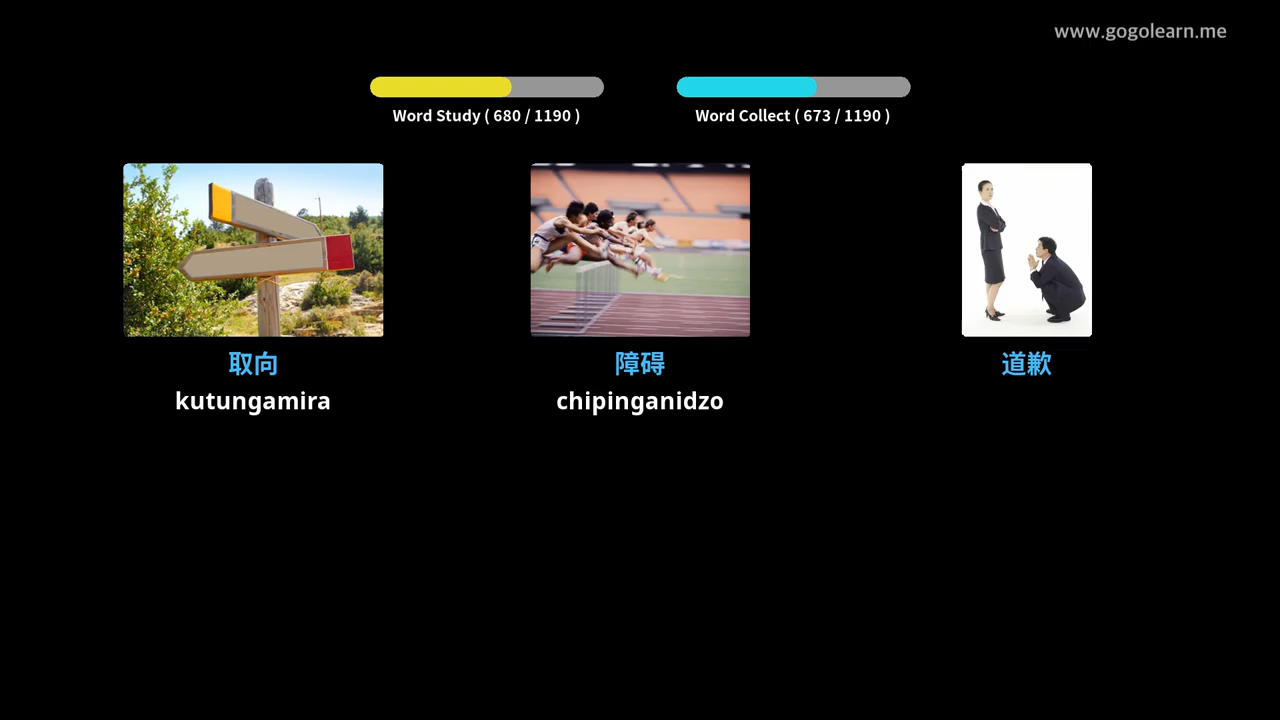 www.gogolearn.me
Word Study ( 680 / 1190 )
Word Collect ( 673 / 1190 )
取向
kutungamira
障碍
chipinganidzo
道歉